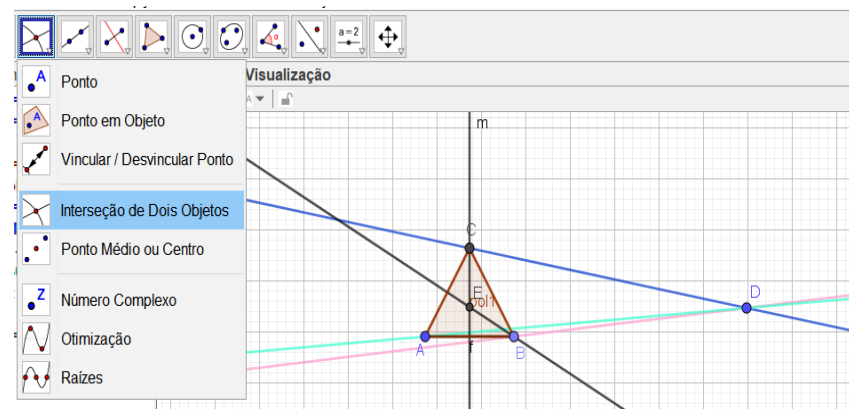 a=2
Visualização
Ponto
Ponto em Objeto
Vincular / Desvincular Ponto
Interseção de Dois Objetos
Ponto Médio ou Centro
Número Complexo
Otimização
Raízes
m
C
D
E
pol1
A
f
B